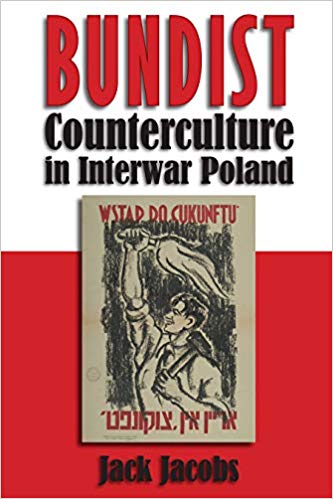 BUNDIST
Counterculture
in Interwar Poland
WSTĄP DO CUKUNFTU
אריין אין „צוקונפט"
Jack Jacobs